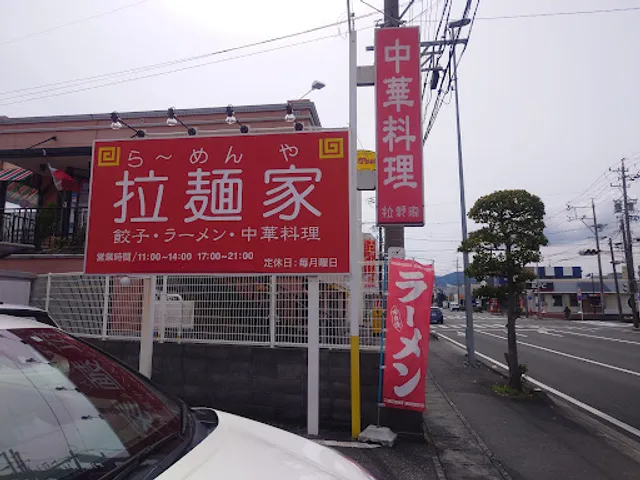 ら〜めんや
拉麺家
餃子・ラーメン・中華料理
営業時間/11:00~14:00 17:00~21:00
定休日:毎月曜日
中華料理
拉麺家
ラーメン